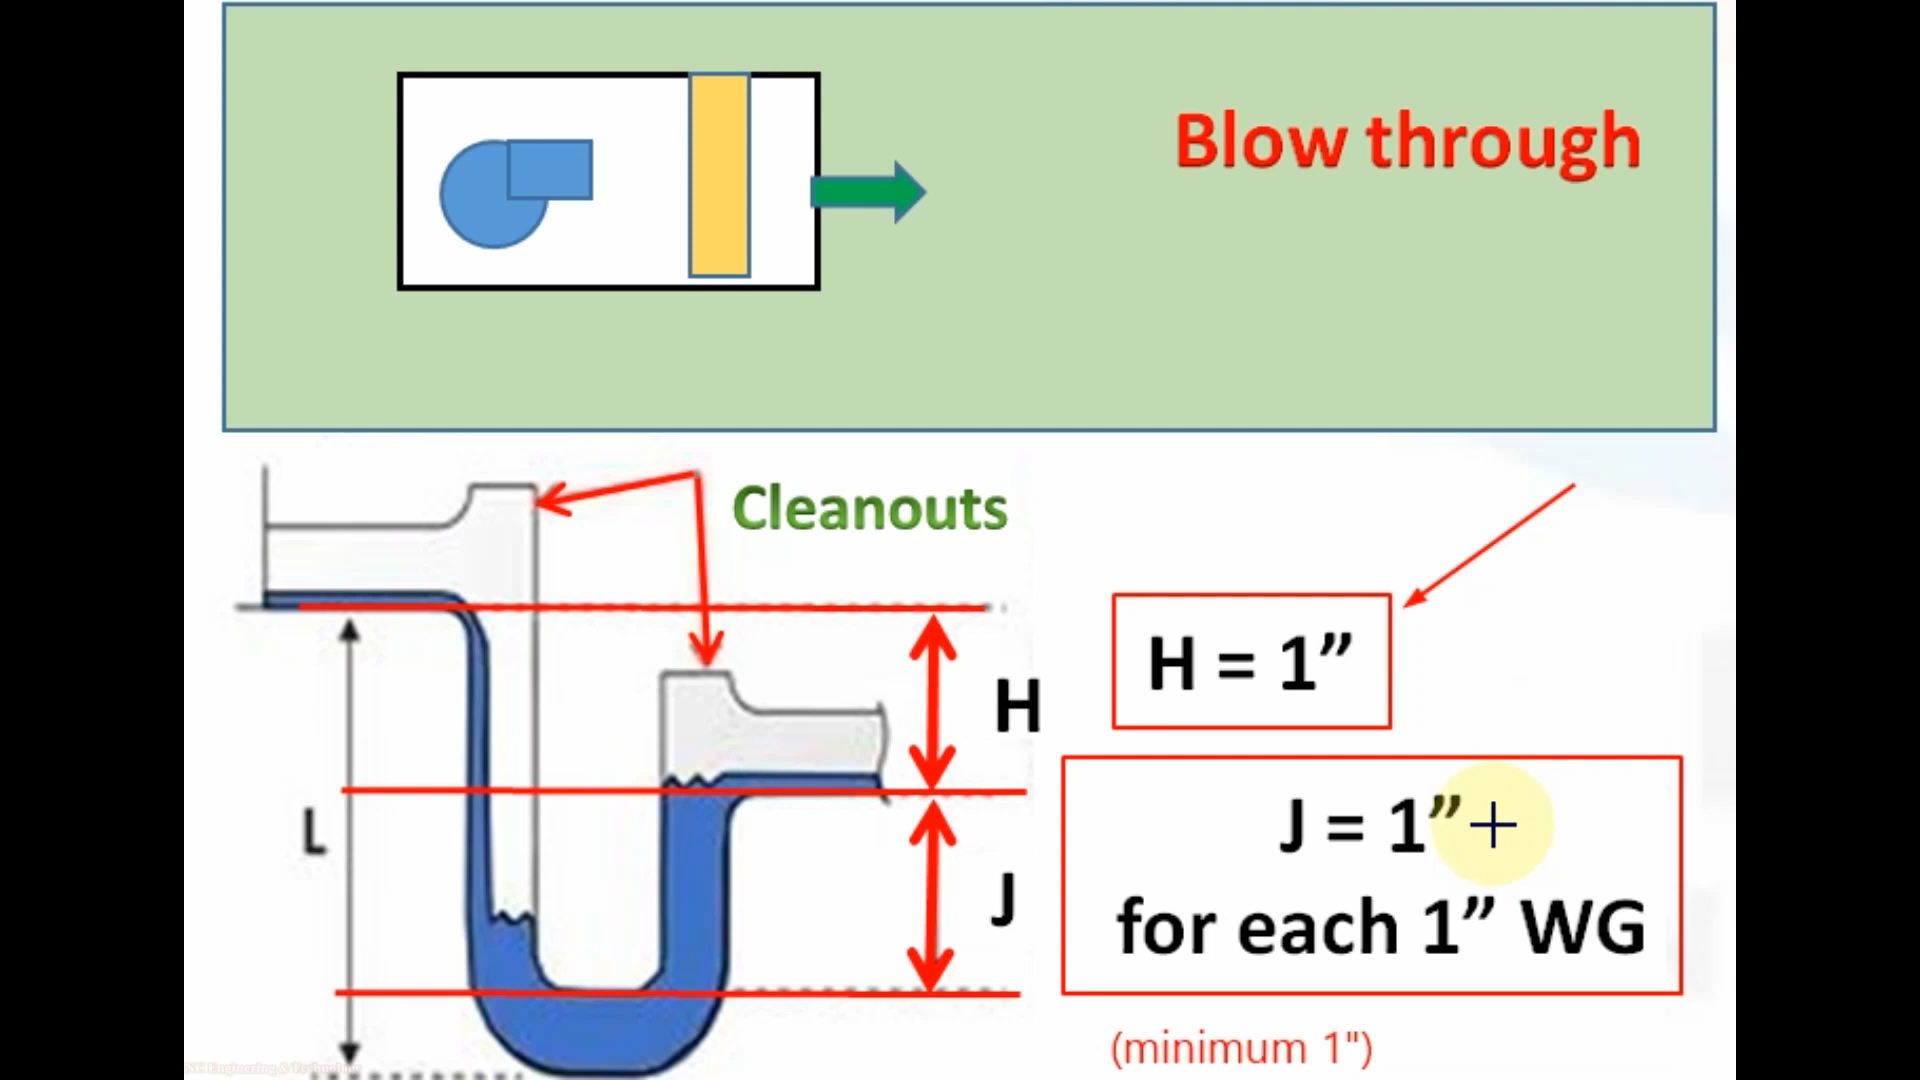 Blow through
Cleanouts
H = 1”
H
L
J = 1”
J
for each 1” WG
(minimum 1")